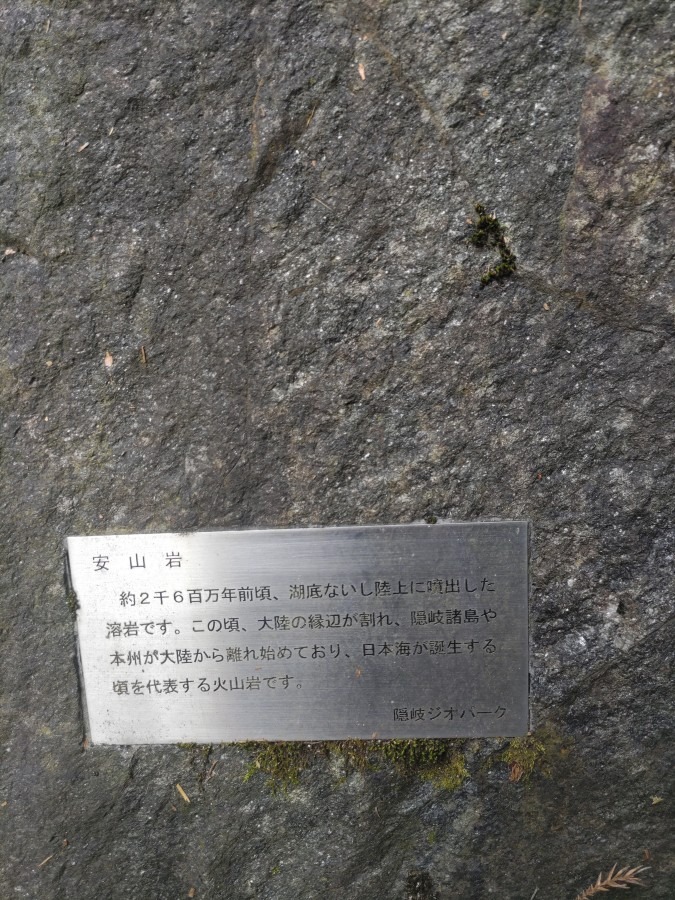 安山岩
約２千６百万年前頃、湖底ないし陸上に噴出した
溶岩です。この頃、大陸の縁辺が割れ、隠岐諸島や
本州が大陸から離れ始めており、日本海が誕生する
頃を代表する火山岩です。
隠岐ジオパーク